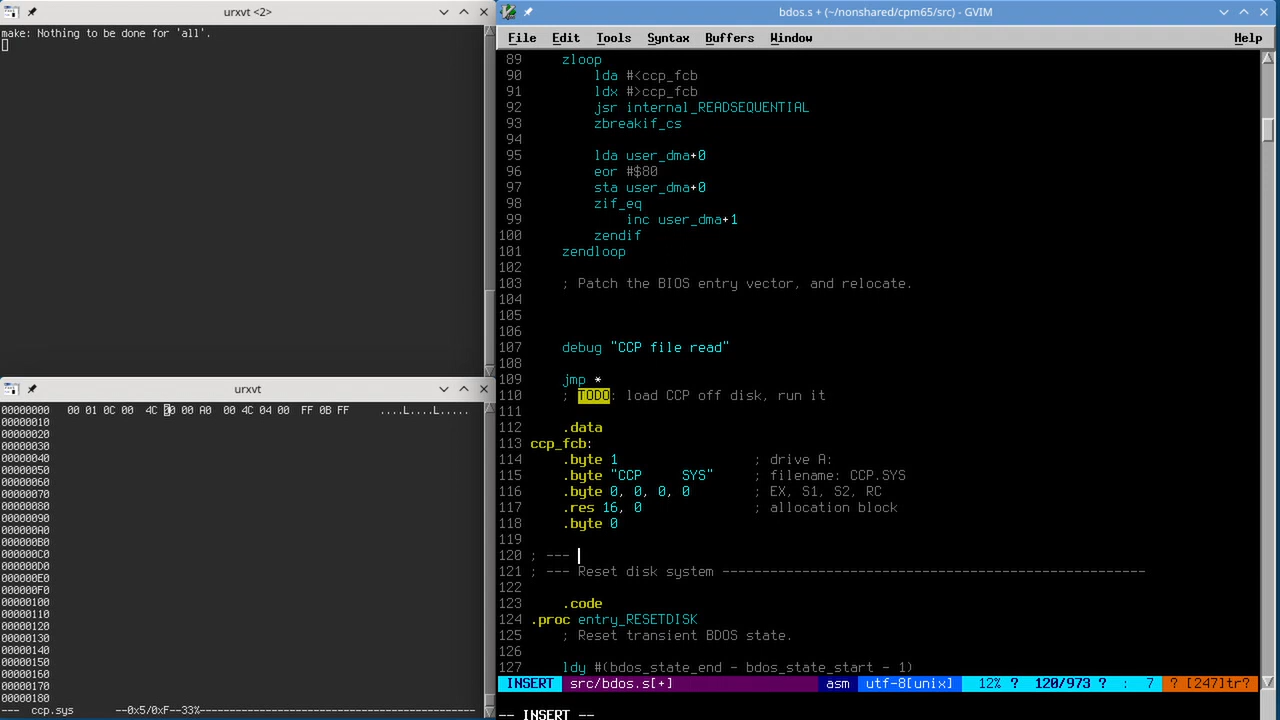 urxvt <2>
make: Nothing to be done for 'all'.
urxvt
00000000 00 01 0C 00 4C 00 00 A0 00 4C 04 00 FF 0B FF ....L....L.....
00000010
00000020
00000030
00000040
00000050
00000060
00000070
00000080
00000090
000000A0
000000B0
000000C0
000000D0
000000E0
000000F0
00000100
00000110
00000120
00000130
00000140
00000150
00000160
00000170
00000180
--- ccp.sys --0x5/0xF--33%--------------------------------------------------
bdos.s + (~/nonshared/cpm65/src) - GVIM
File Edit Tools Syntax Buffers Window Help
89 zloop
90 lda #<ccp_fcb
91 ldx #>ccp_fcb
92 jsr internal_READSEQUENTIAL
93 zbreakif_cs
94
95 lda user_dma+0
96 eor #$80
97 sta user_dma+0
98 zif_eq
99 inc user_dma+1
100 zendif
101 zendloop
102
103 ; Patch the BIOS entry vector, and relocate.
104
105
106
107 debug "CCP file read"
108
109 jmp *
110 ; TODO: load CCP off disk, run it
111
112 .data
113 ccp_fcb:
114 .byte 1 ; drive A:
115 .byte "CCP     SYS" ; filename: CCP.SYS
116 .byte 0, 0, 0, 0 ; EX, S1, S2, RC
117 .res 16, 0 ; allocation block
118 .byte 0
119
120 ; ---
121 ; --- Reset disk system -----------------------------------------------------
122
123 .code
124 .proc entry_RESETDISK
125 ; Reset transient BDOS state.
126
127 ldy #(bdos_state_end - bdos_state_start - 1)
INSERT src/bdos.s[+] asm utf-8[unix] 12% ? 120/973 ? : 7 ? [247]tr?
-- INSERT --